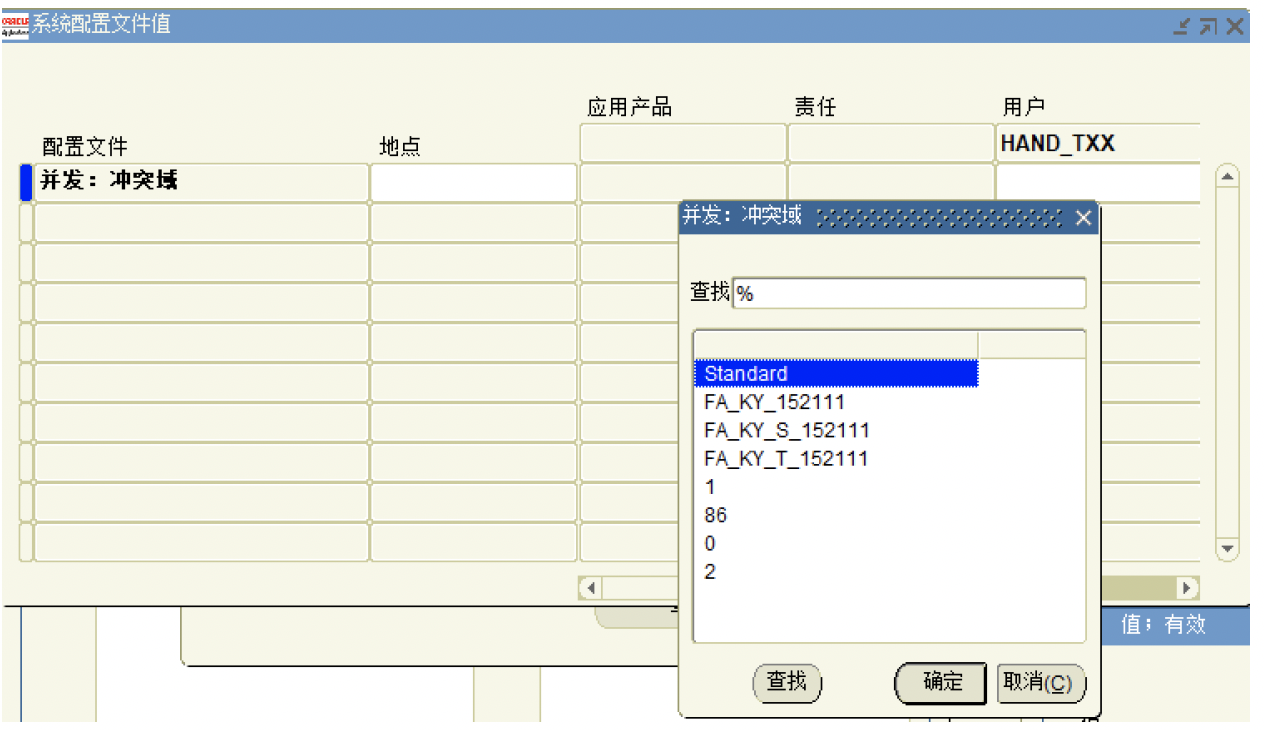 ORACLE
系统配置文件值
应用产品 责任 用户
配置文件 地点 HAND_TXX
并发：冲突域
并发：冲突域
查找 %
Standard
FA_KY_152111
FA_KY_S_152111
FA_KY_T_152111
1
86
0
2
值；有效
查找 确定 取消(C)